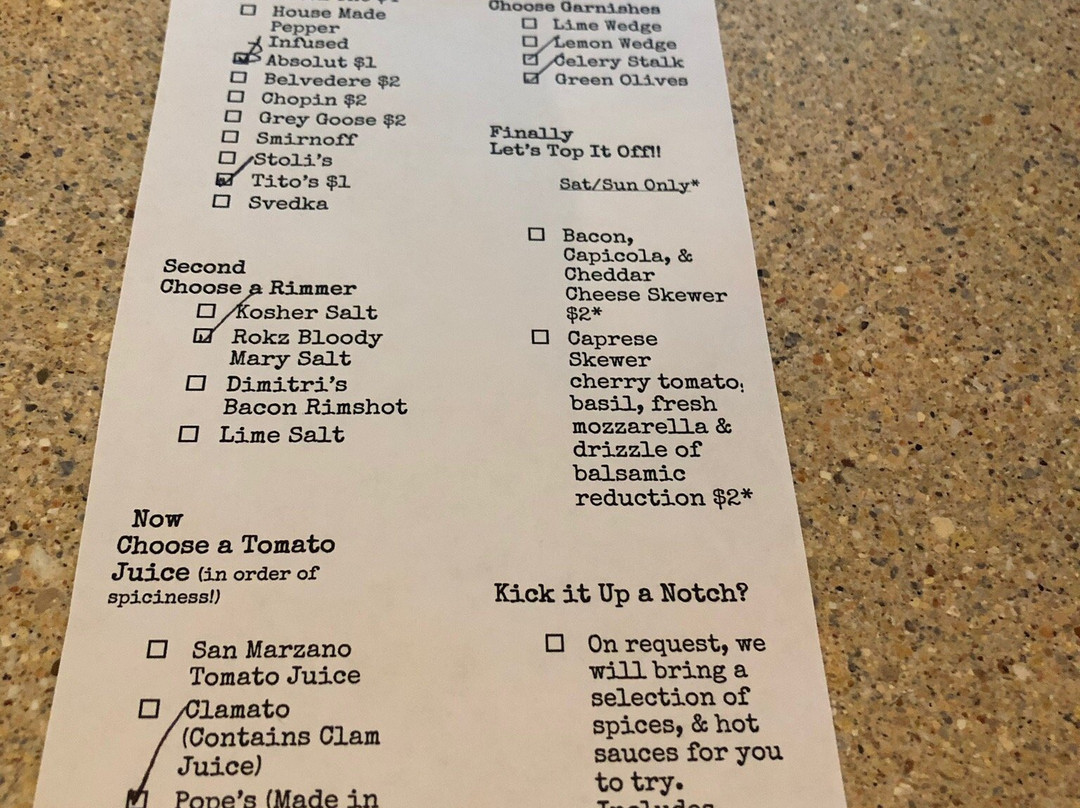 House Made
Pepper
Infused
Absolut $1
Belvedere $2
Chopin $2
Grey Goose $2
Smirnoff
Stoli's
Tito's $1
Svedka
Second
Choose a Rimmer
Kosher Salt
Rokz Bloody
Mary Salt
Dimitri's
Bacon Rimshot
Lime Salt
Now
Choose a Tomato
Juice (in order of
spiciness!)
San Marzano
Tomato Juice
Clamato
(Contains Clam
Juice)
Pope's (Made in
Choose Garnishes
Lime Wedge
Lemon Wedge
Celery Stalk
Green Olives
Finally
Let's Top It Off!!
Sat/Sun Only*
Bacon,
Capicola, &
Cheddar
Cheese Skewer
$2*
Caprese
Skewer
cherry tomato,
basil, fresh
mozzarella &
drizzle of
balsamic
reduction $2*
Kick it Up a Notch?
On request, we
will bring a
selection of
spices, & hot
sauces for you
to try.
Includes